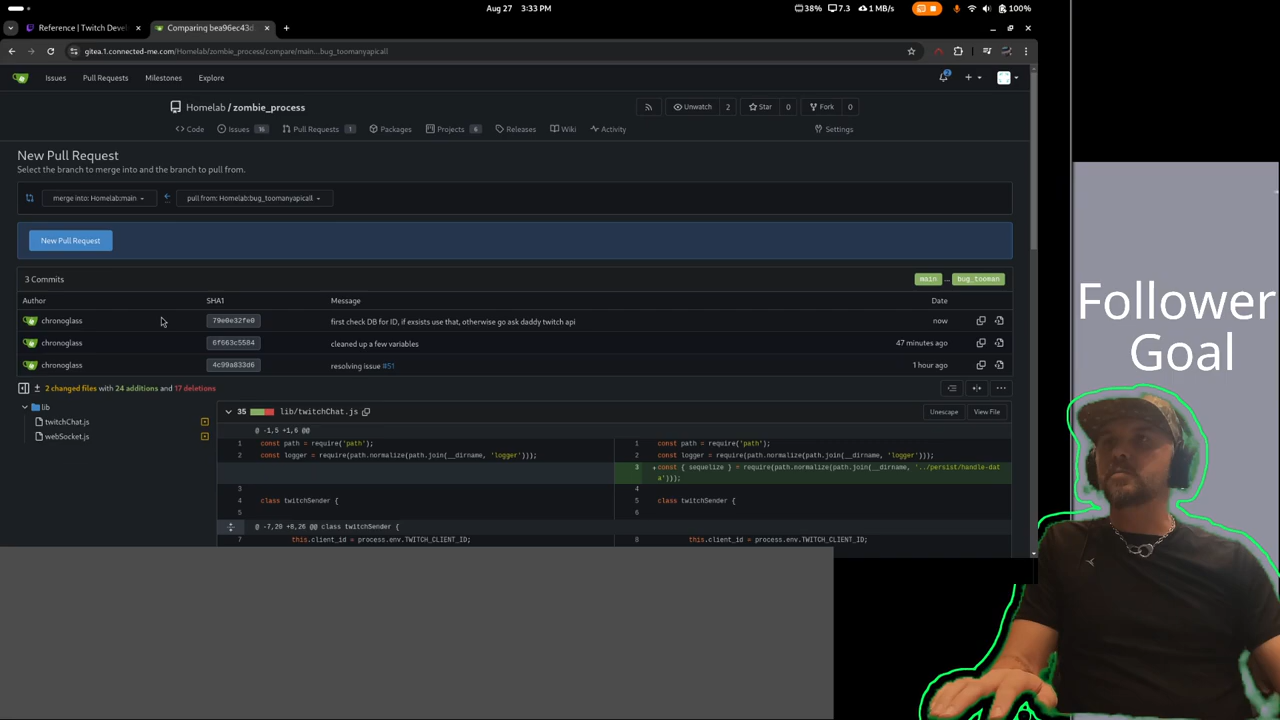 Aug 27 3:33 PM
38% 7.3 1 MB/s 100%
Reference | Twitch Devel
Comparing bea96ec43d
gitea.1.connected-me.com/Homelab/zombie_process/compare/main...bug_toomanyapicall
Issues Pull Requests Milestones Explore
2
Homelab / zombie_process
Unwatch 2 Star 0 Fork 0
Code Issues 16 Pull Requests 1 Packages Projects 6 Releases Wiki Activity Settings
New Pull Request
Select the branch to merge into and the branch to pull from.
merge into: Homelab:main pull from: Homelab:bug_toomanyapicall
New Pull Request
3 Commits main ... bug_tooman
Author SHA1 Message Date
chronoglass 79e0e32fe0 first check DB for ID, if exsists use that, otherwise go ask daddy twitch api now
chronoglass 6f663c5584 cleaned up a few variables 47 minutes ago
chronoglass 4c99a833d6 resolving issue #51 1 hour ago
2 changed files with 24 additions and 17 deletions
lib
twitchChat.js
webSocket.js
35 lib/twitchChat.js Unescape View File
@ -1,5 +1,6 @@
1 const path = require('path'); 1 const path = require('path');
2 const logger = require(path.normalize(path.join(__dirname, 'logger'))); 2 const logger = require(path.normalize(path.join(__dirname, 'logger')));
3 +const { sequelize } = require(path.normalize(path.join(__dirname, '../persist/handle-dat
a')));
3 4
4 class twitchSender { 5 class twitchSender {
5 6
@ -7,20 +8,26 @@ class twitchSender {
7 this.client_id = process.env.TWITCH_CLIENT_ID; 8 this.client_id = process.env.TWITCH_CLIENT_ID;
Follower
Goal